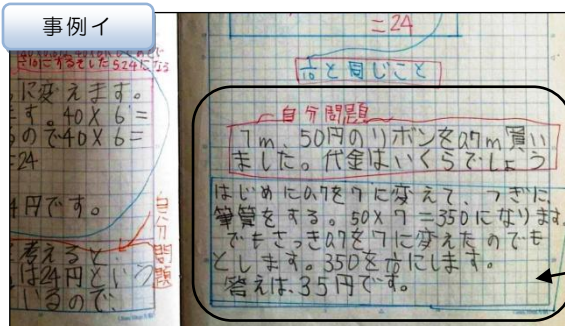 事例イ
=24
1/10と同じこと
に変えます。
す。40×6=
ので40×6=
=24
4円です。
考えると、
は24円という
いるので、
自分問題
自分問題
1m、50円のリボンを0.7m買い
ました。代金はいくらでしょう
はじめに0.7を7に変えて、つぎに、
筆算をする。50×7=350になります。
でもさっき0.7を7に変えたのでも
とします。350を1/10にします。
答えは、35円です。